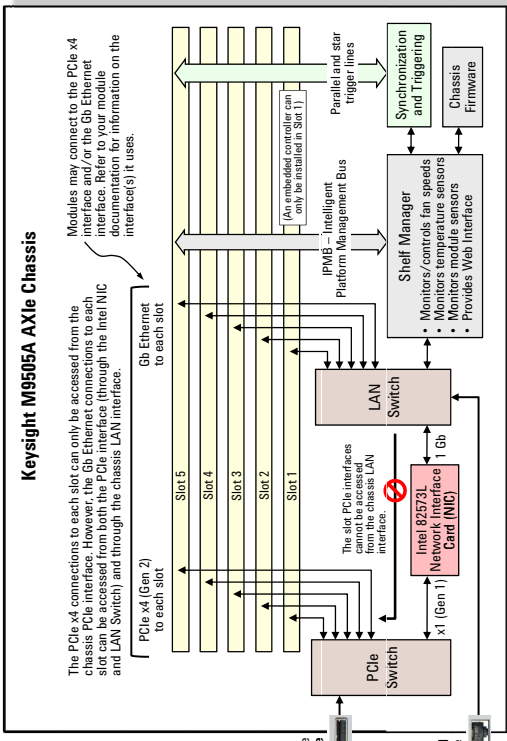 Keysight M9505A AXIe Chassis
The PCIe x4 connections to each slot can only be accessed from the
chassis PCIe interface. However, the Gb Ethernet connections to each
slot can be accessed from both the PCIe interface (through the Intel NIC
and LAN Switch) and through the chassis LAN interface.
Modules may connect to the PCIe x4
interface and/or the Gb Ethernet
interface. Refer to your module
documentation for information on the
interface(s) it uses.
PCIe x4 (Gen 2)
to each slot
Gb Ethernet
to each slot
Slot 5
Slot 4
Slot 3
Slot 2
Slot 1
(An embedded controller can
only be installed in Slot 1)
The slot PCIe interfaces
cannot be accessed
from the chassis LAN
interface.
IPMB – Intelligent
Platform Management Bus
Parallel and star
trigger lines
PCIe
Switch
x1 (Gen 1)
Intel 82573L
Network Interface
Card (NIC)
1 Gb
LAN
Switch
Shelf Manager
• Monitors/controls fan speeds
• Monitors temperature sensors
• Monitors module sensors
• Provides Web Interface
Synchronization
and Triggering
Chassis
Firmware